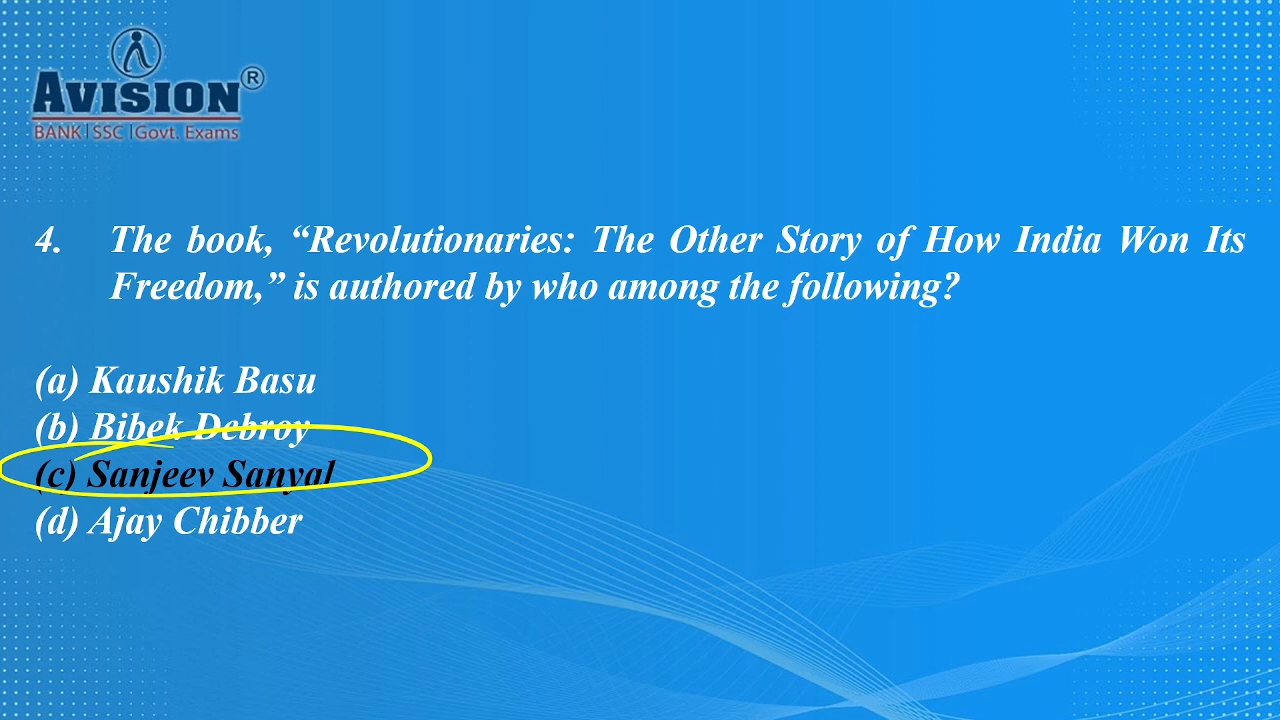 AVISION®
BANK | SSC | Govt. Exams
4. The book, “Revolutionaries: The Other Story of How India Won Its
Freedom,” is authored by who among the following?
(a) Kaushik Basu
(b) Bibek Debroy
(c) Sanjeev Sanyal
(d) Ajay Chibber